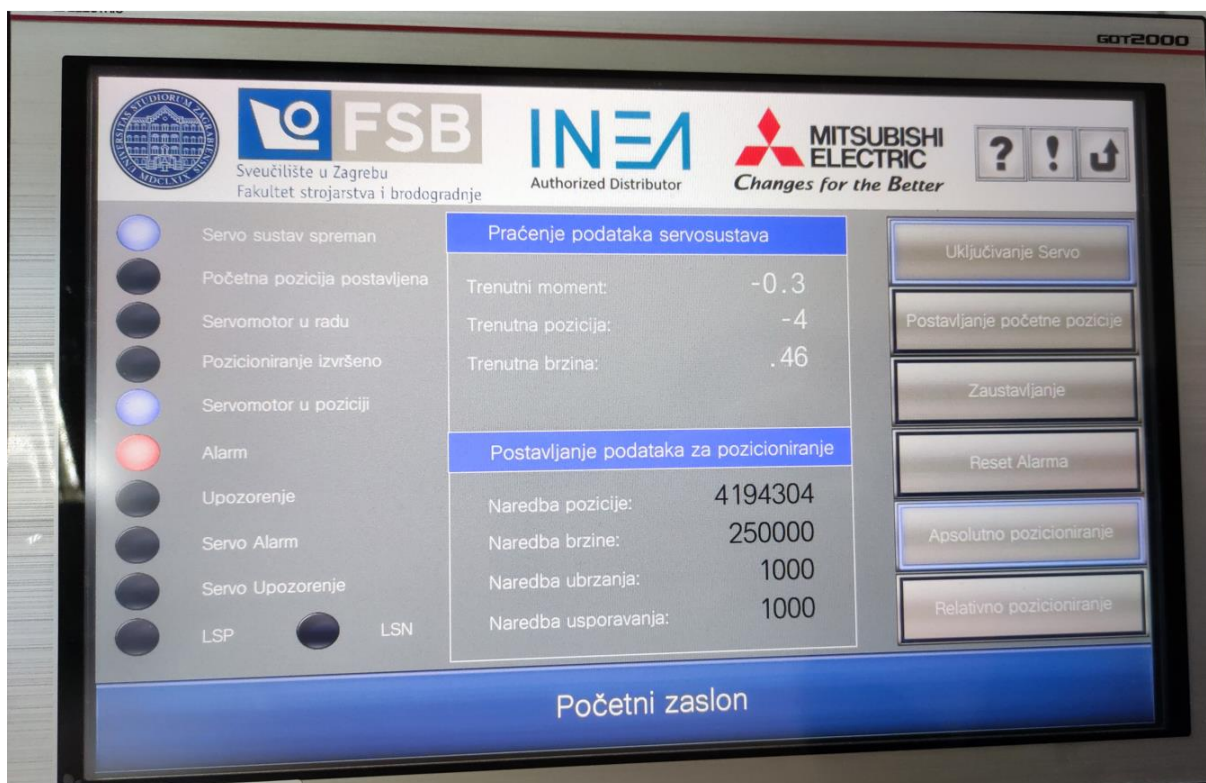 GOT2000
FSB
Sveučilište u Zagrebu
Fakultet strojarstva i brodogradnje
INEA
Authorized Distributor
MITSUBISHI
ELECTRIC
Changes for the Better
? !
Servo sustav spreman
Početna pozicija postavljena
Servomotor u radu
Pozicioniranje izvršeno
Servomotor u poziciji
Alarm
Upozorenje
Servo Alarm
Servo Upozorenje
LSP LSN
Praćenje podataka servosustava
Trenutni moment: -0.3
Trenutna pozicija: -4
Trenutna brzina: .46
Postavljanje podataka za pozicioniranje
Naredba pozicije: 4194304
Naredba brzine: 250000
Naredba ubrzanja: 1000
Naredba usporavanja: 1000
Uključivanje Servo
Postavljanje početne pozicije
Zaustavljanje
Reset Alarma
Apsolutno pozicioniranje
Relativno pozicioniranje
Početni zaslon